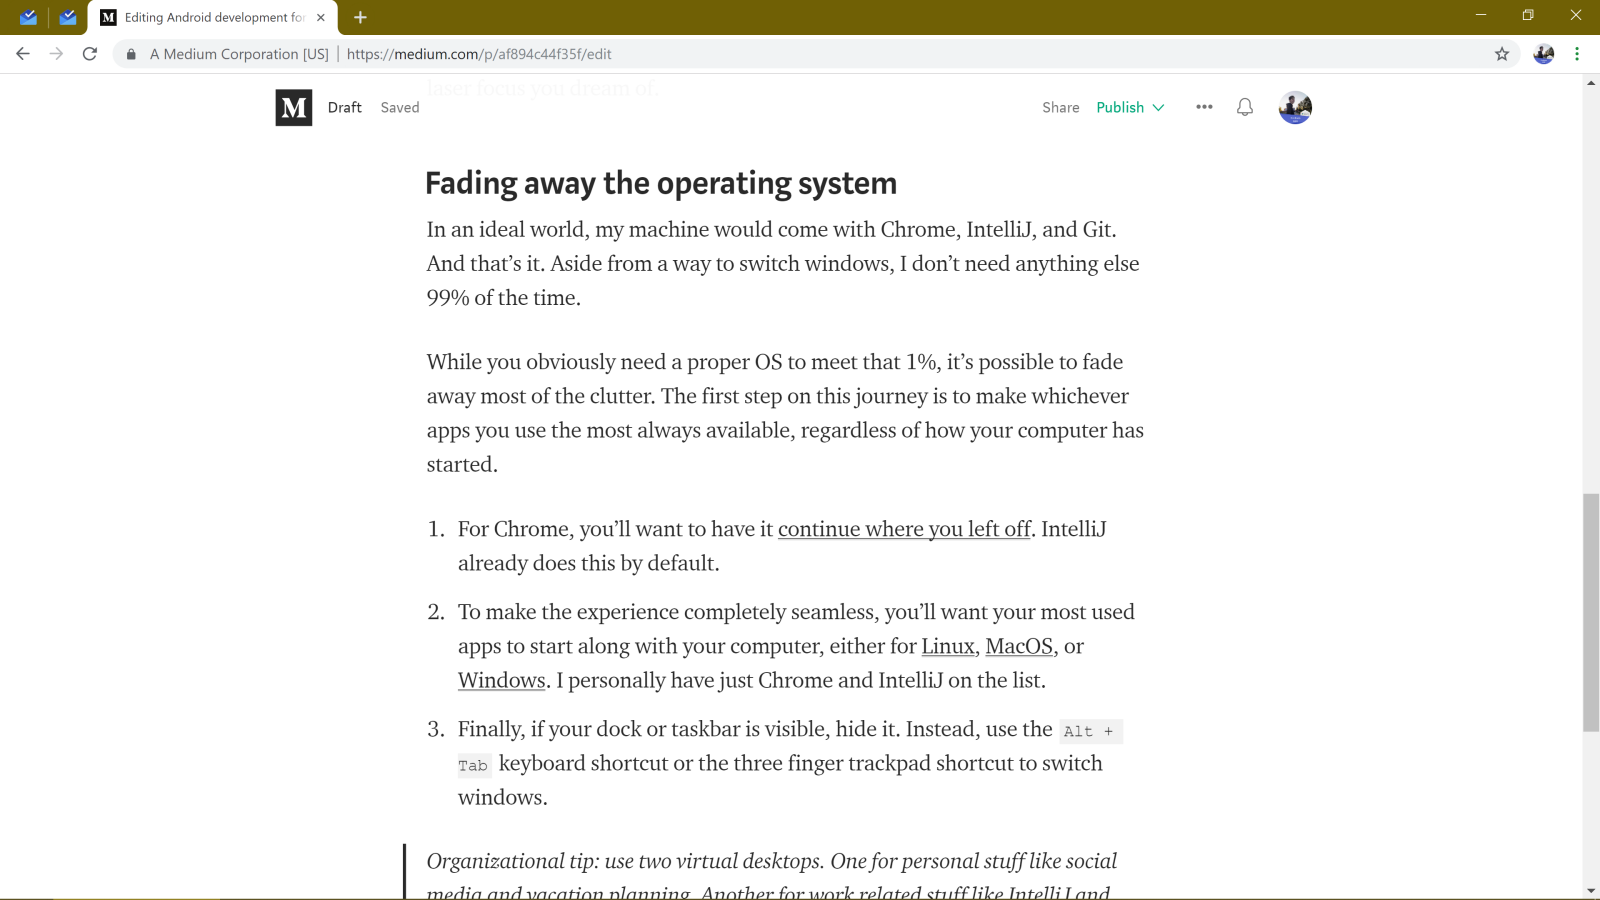 Editing Android development for
A Medium Corporation [US] | https://medium.com/p/af894c44f35f/edit
laser focus you dream of.
M Draft Saved Share Publish
Fading away the operating system
In an ideal world, my machine would come with Chrome, IntelliJ, and Git.
And that’s it. Aside from a way to switch windows, I don’t need anything else
99% of the time.
While you obviously need a proper OS to meet that 1%, it’s possible to fade
away most of the clutter. The first step on this journey is to make whichever
apps you use the most always available, regardless of how your computer has
started.
1. For Chrome, you’ll want to have it continue where you left off. IntelliJ
already does this by default.
2. To make the experience completely seamless, you’ll want your most used
apps to start along with your computer, either for Linux, MacOS, or
Windows. I personally have just Chrome and IntelliJ on the list.
3. Finally, if your dock or taskbar is visible, hide it. Instead, use the Alt +
Tab keyboard shortcut or the three finger trackpad shortcut to switch
windows.
Organizational tip: use two virtual desktops. One for personal stuff like social
media and vacation planning. Another for work related stuff like IntelliJ and